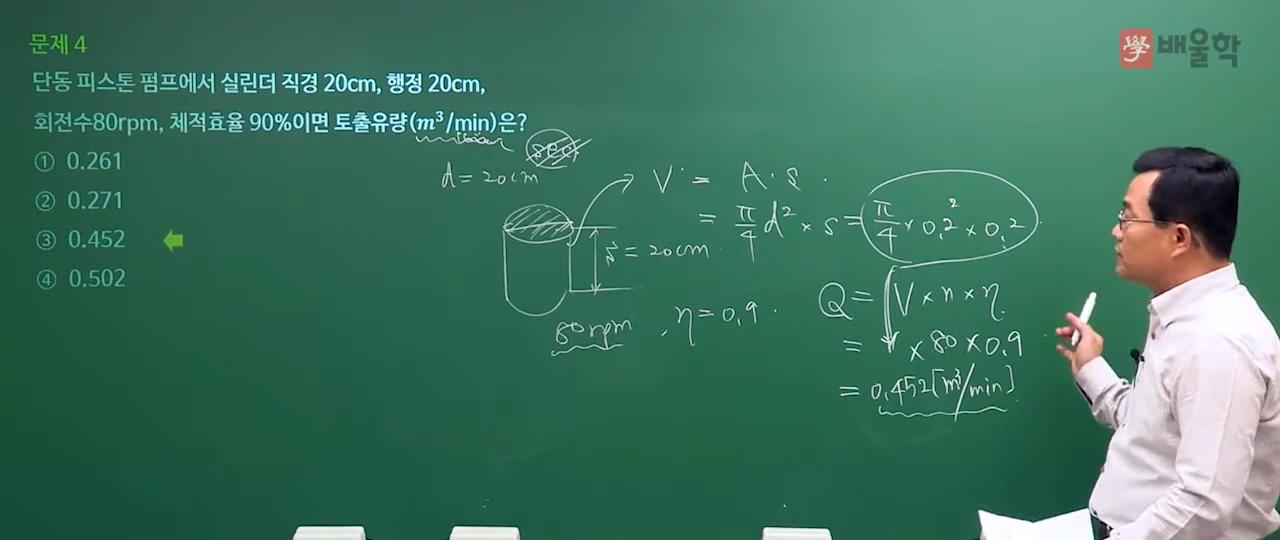 문제 4
學 배울학
단동 피스톤 펌프에서 실린더 직경 20cm, 행정 20cm,
회전수80rpm, 체적효율 90%이면 토출유량(m³/min)은?
① 0.261
② 0.271
③ 0.452
④ 0.502
sec
d = 20cm
V = A · s
= π/4 d² × s = π/4 × 0.2² × 0.2
s = 20cm
80rpm , η = 0.9
Q = V × n × η
= × 80 × 0.9
= 0.452 [m³/min]